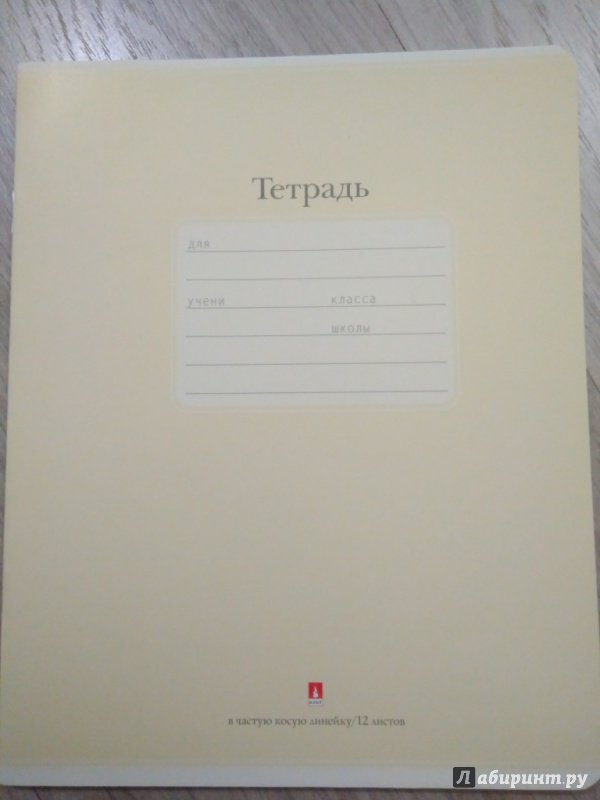 Тетрадь
для
учени класса
школы
в частую косую линейку/12 листов
Лабиринт.ру